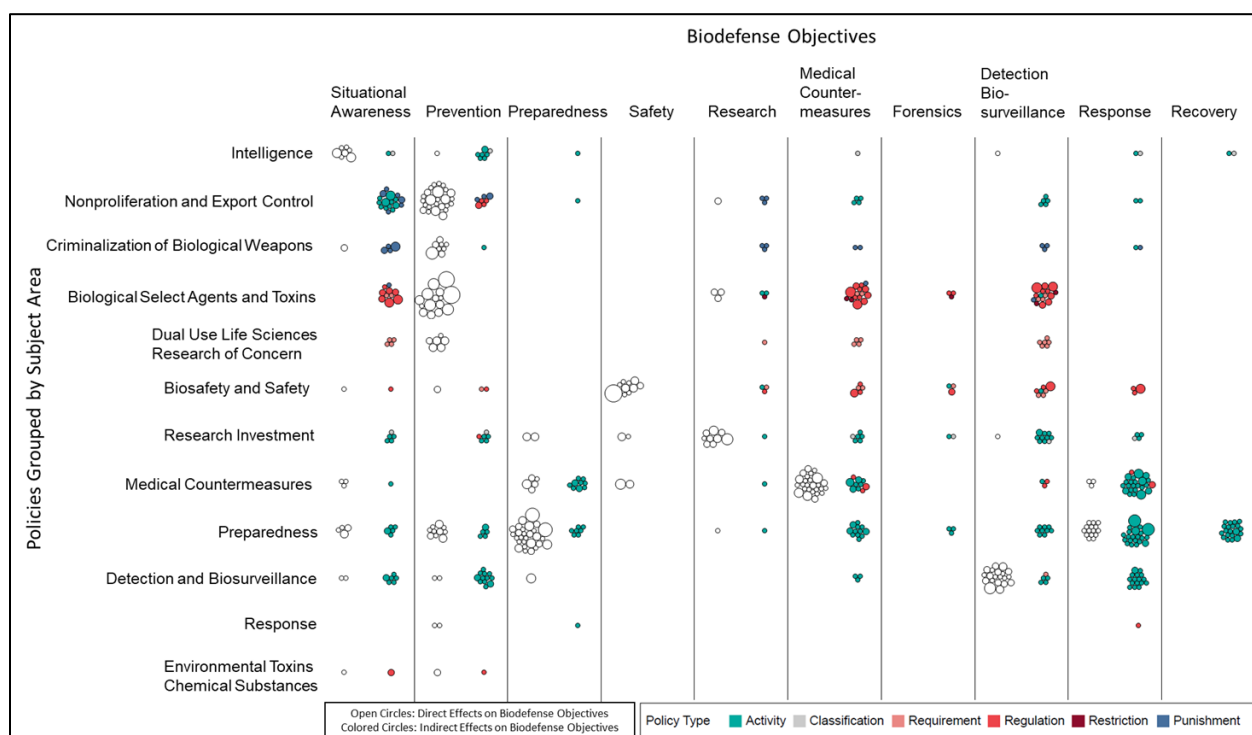 Biodefense Objectives
Situational
Awareness
Prevention
Preparedness
Safety
Research
Medical
Counter-
measures
Forensics
Detection
Bio-
surveillance
Response
Recovery
Policies Grouped by Subject Area
Intelligence
Nonproliferation and Export Control
Criminalization of Biological Weapons
Biological Select Agents and Toxins
Dual Use Life Sciences
Research of Concern
Biosafety and Safety
Research Investment
Medical Countermeasures
Preparedness
Detection and Biosurveillance
Response
Environmental Toxins
Chemical Substances
Open Circles: Direct Effects on Biodefense Objectives
Colored Circles: Indirect Effects on Biodefense Objectives
Policy Type Activity Classification Requirement Regulation Restriction Punishment